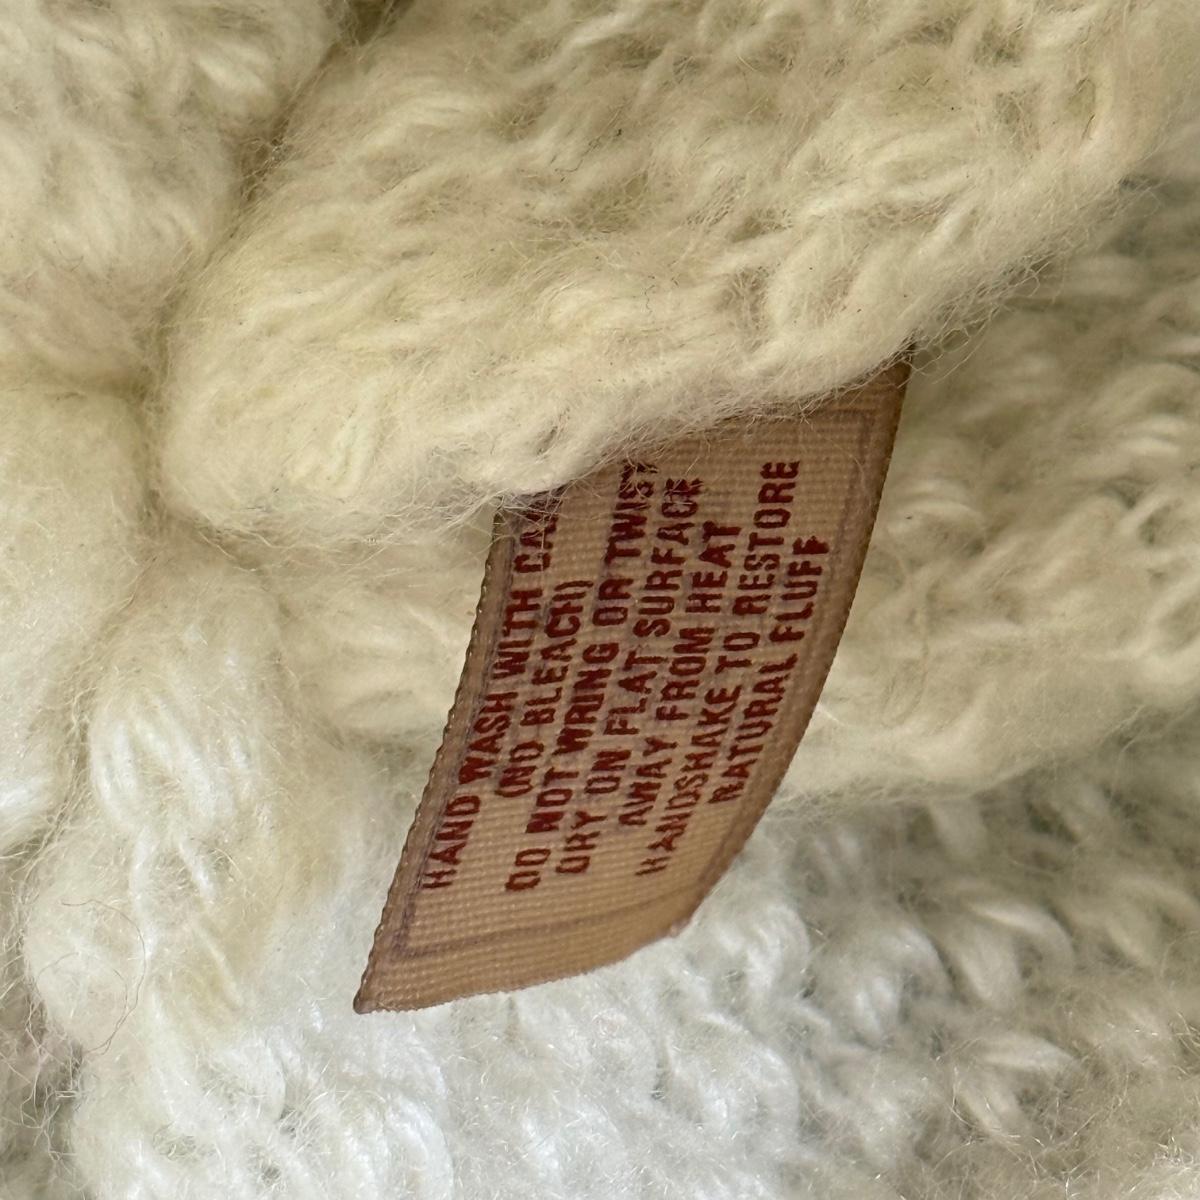 HAND WASH WITH
(NO BLEACH)
DO NOT WRING OR TWIST
DRY ON FLAT SURFACE
AWAY FROM HEAT
HANDSHAKE TO RESTORE
NATURAL FLUFF